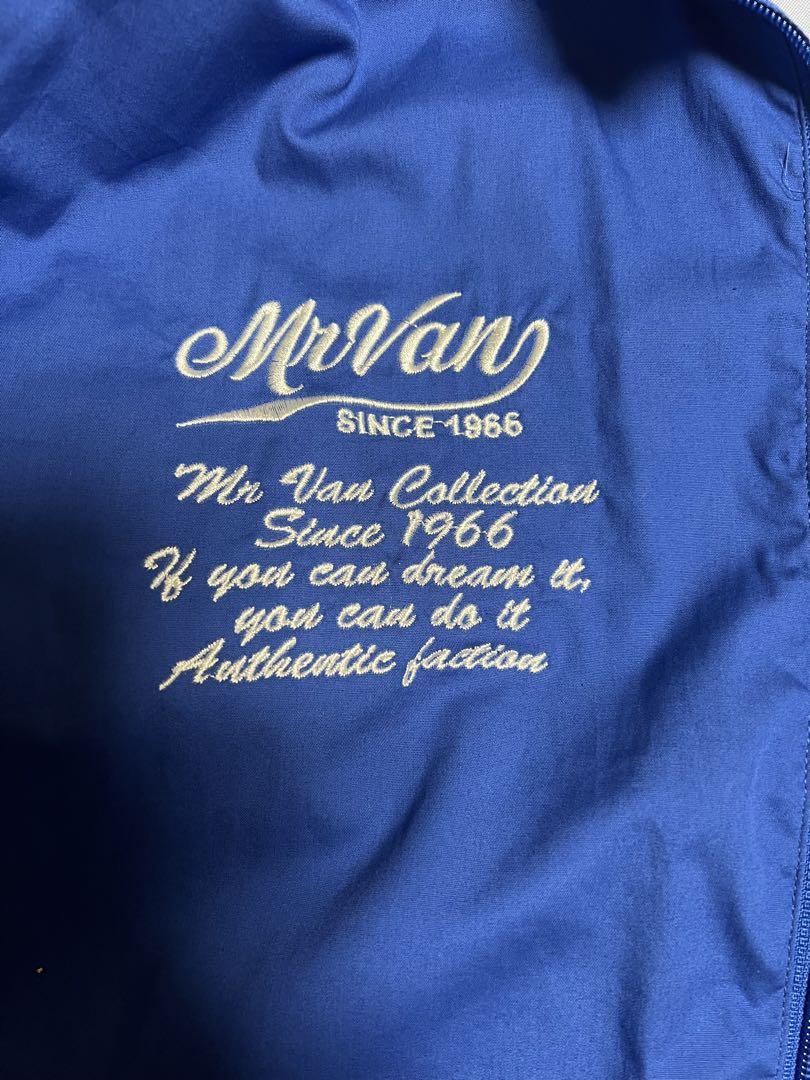 MrVan
SINCE 1966
Mr Van Collection
Since 1966
If you can dream it,
you can do it
Authentic faction